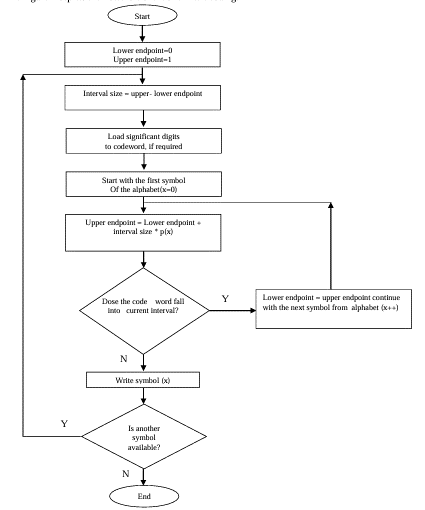 Start
Lower endpoint=0
Upper endpoint=1
Interval size = upper- lower endpoint
Load significant digits
to codeword, if required
Start with the first symbol
Of the alphabet(x=0)
Upper endpoint = Lower endpoint +
interval size * p(x)
Dose the code word fall
into current interval?
Y
Lower endpoint = upper endpoint continue
with the next symbol from alphabet (x++)
N
Write symbol (x)
Is another
symbol
available?
Y
N
End